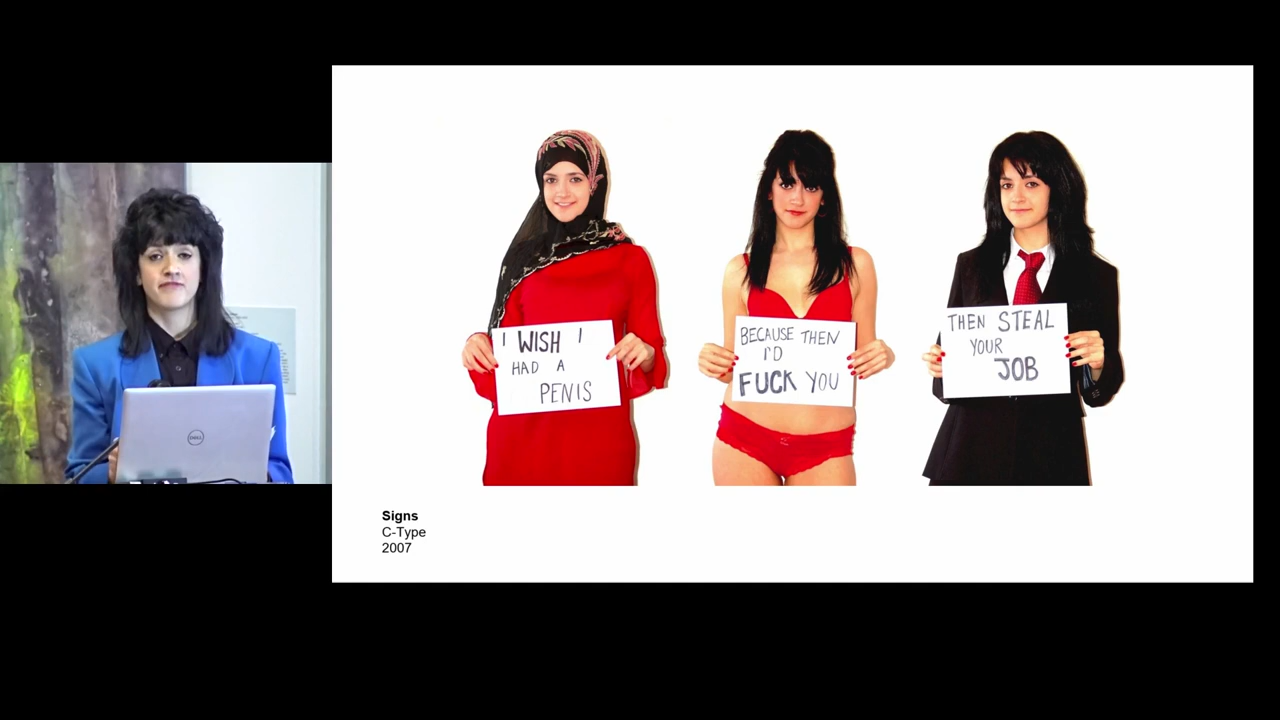 I WISH I
HAD A
PENIS
BECAUSE THEN
I'D
FUCK YOU
THEN STEAL
YOUR
JOB
DELL
Signs
C-Type
2007